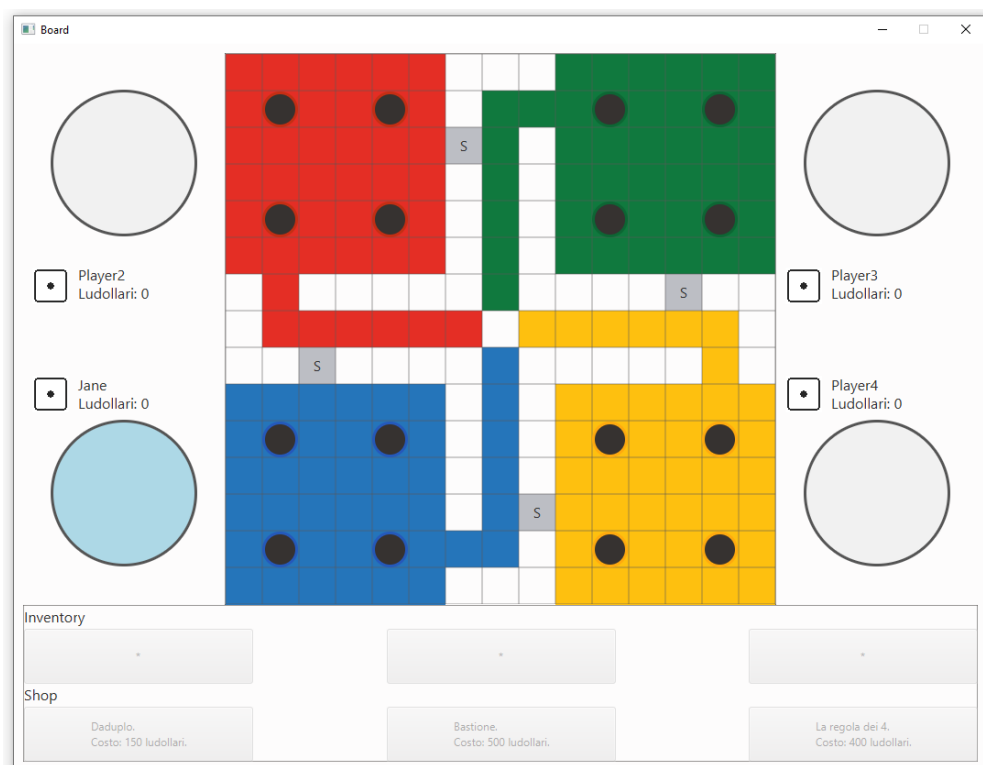 Board
S
Player2
Ludollari: 0
Player3
Ludollari: 0
S
S
Jane
Ludollari: 0
Player4
Ludollari: 0
S
Inventory
*
*
*
Shop
Daduplo.
Costo: 150 ludollari.
Bastione.
Costo: 500 ludollari.
La regola dei 4.
Costo: 400 ludollari.